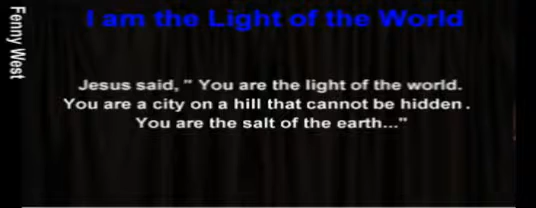 I am the Light of the World
Fenny West
Jesus said, " You are the light of the world.
You are a city on a hill that cannot be hidden.
You are the salt of the earth..."